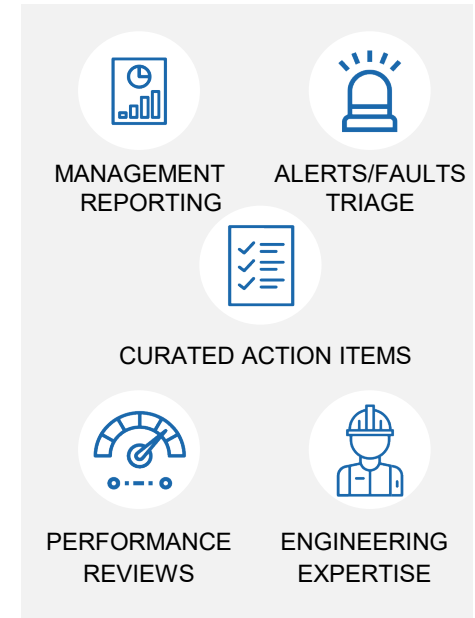 MANAGEMENT
REPORTING
ALERTS/FAULTS
TRIAGE
CURATED ACTION ITEMS
PERFORMANCE
REVIEWS
ENGINEERING
EXPERTISE